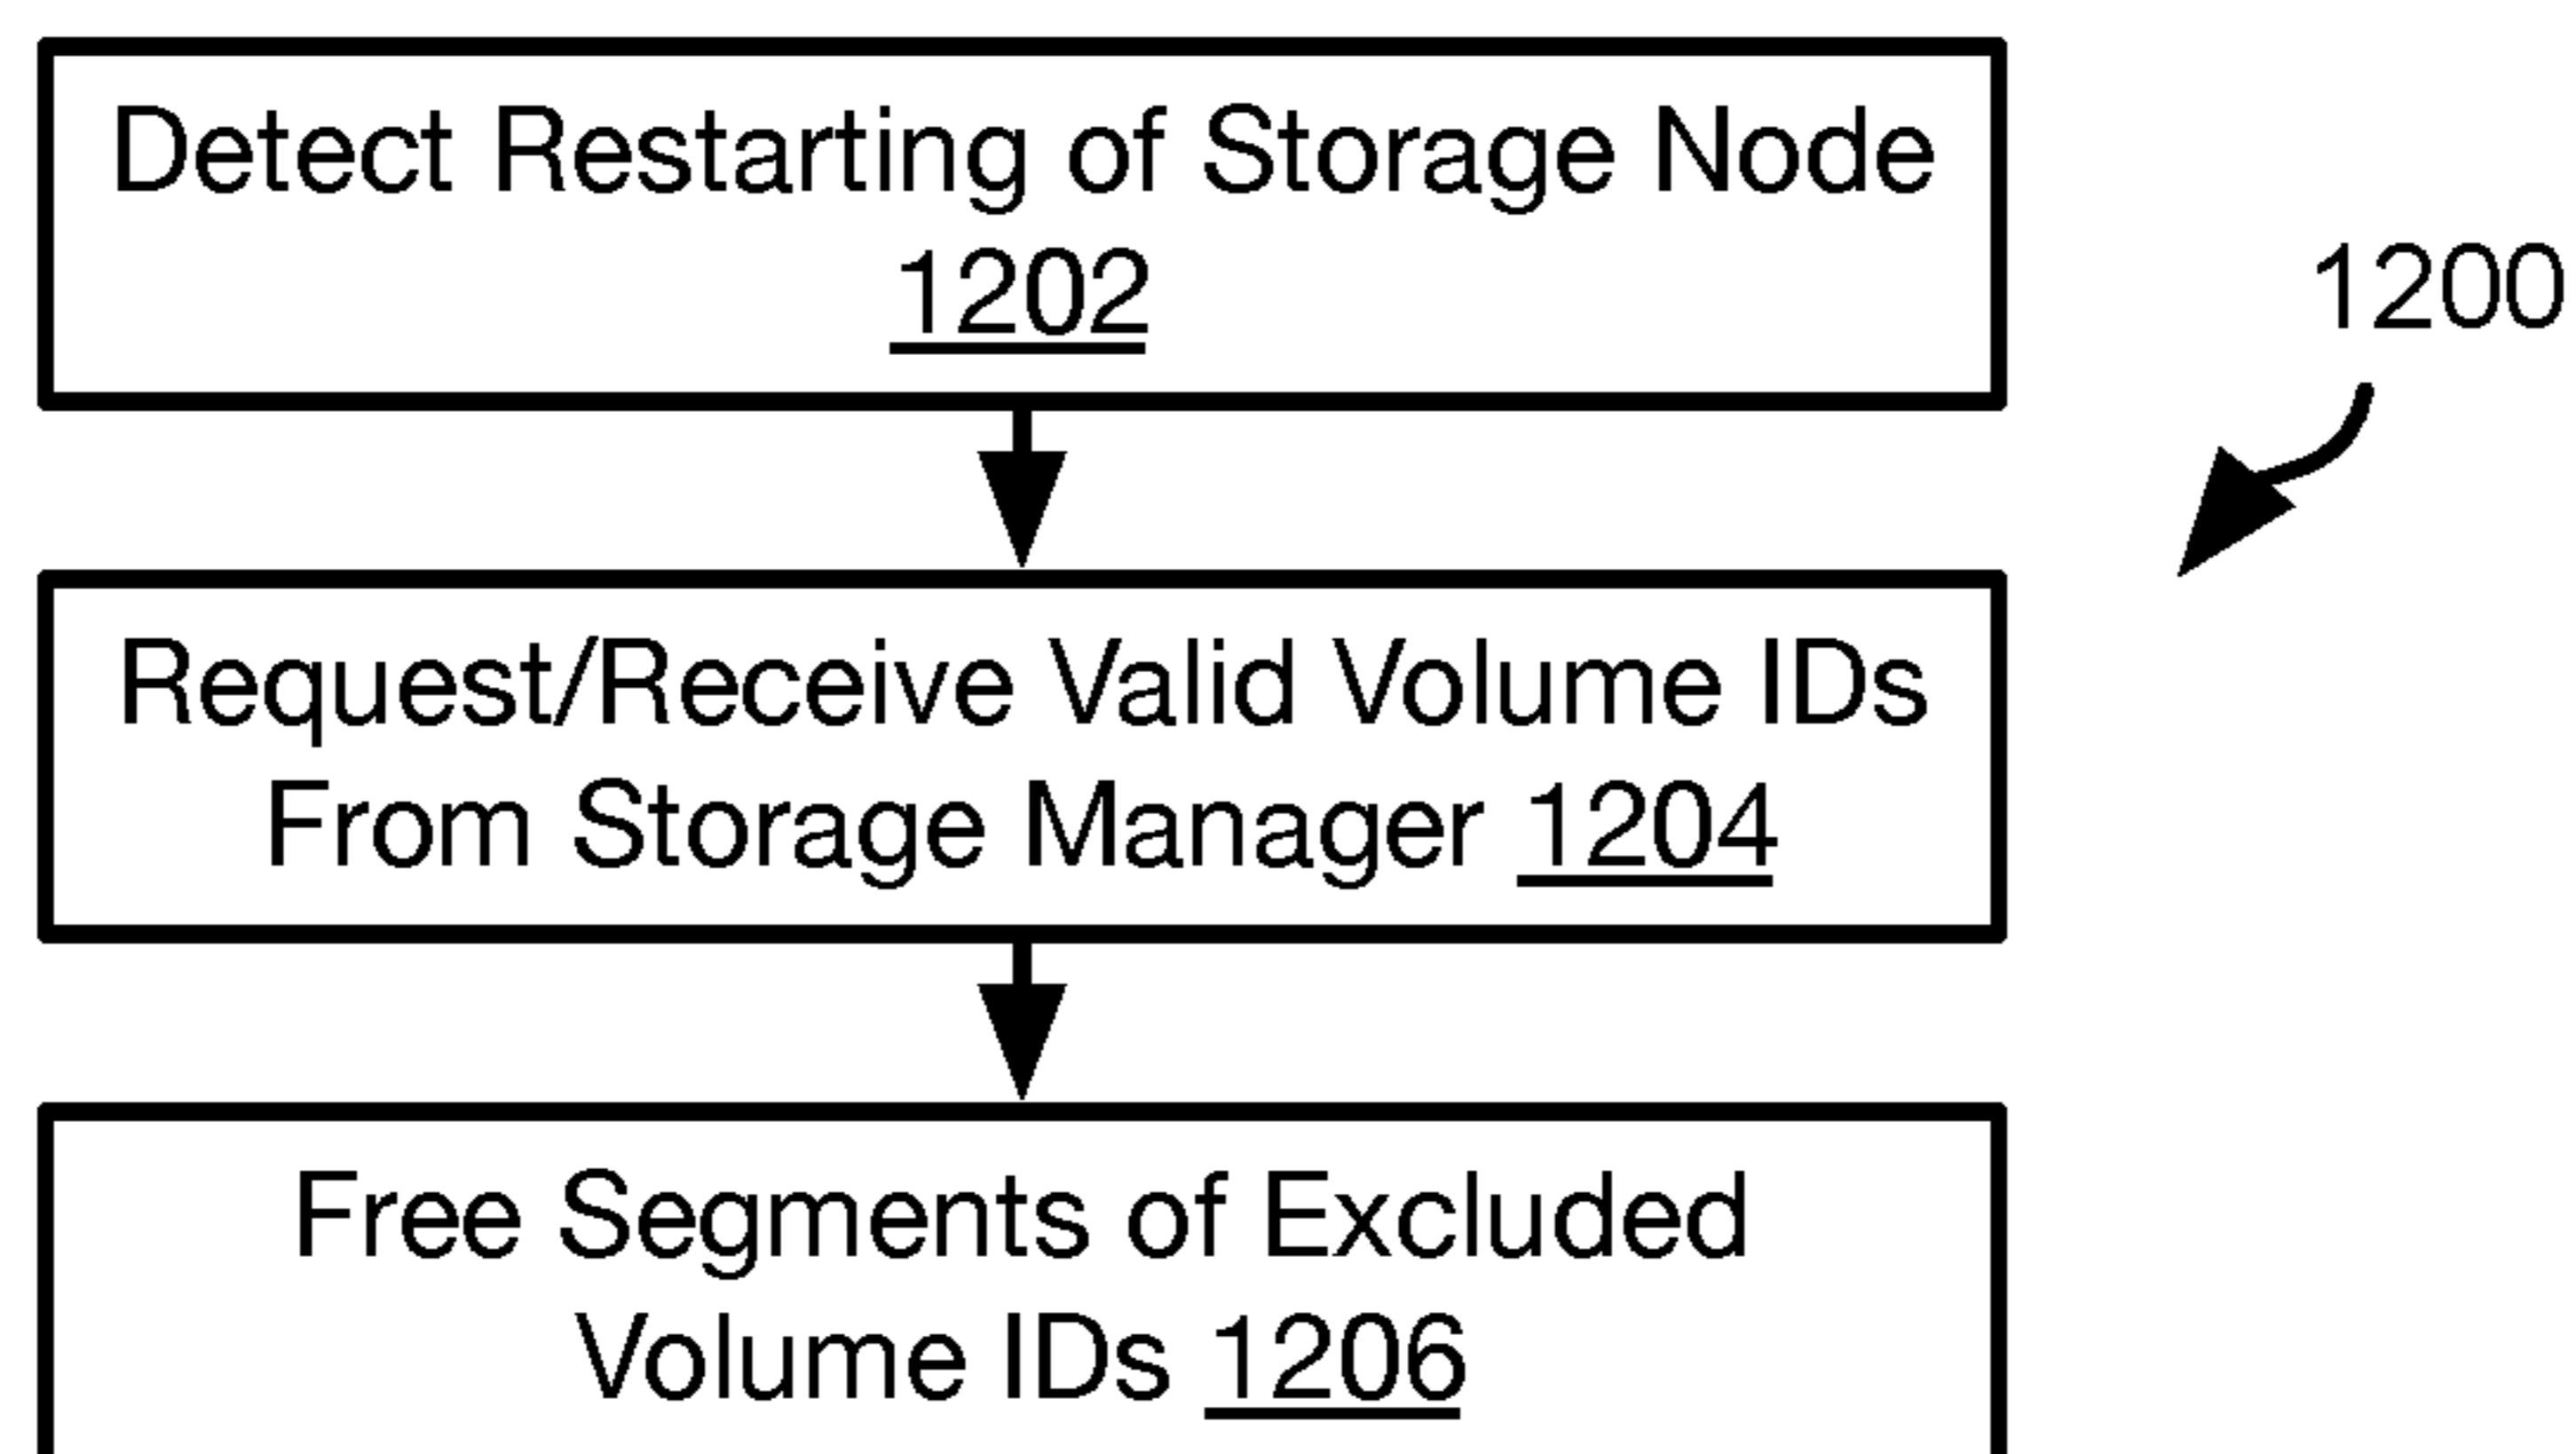 Detect Restarting of Storage Node
1202
1200
Request/Receive Valid Volume IDs
From Storage Manager 1204
Free Segments of Excluded
Volume IDs 1206